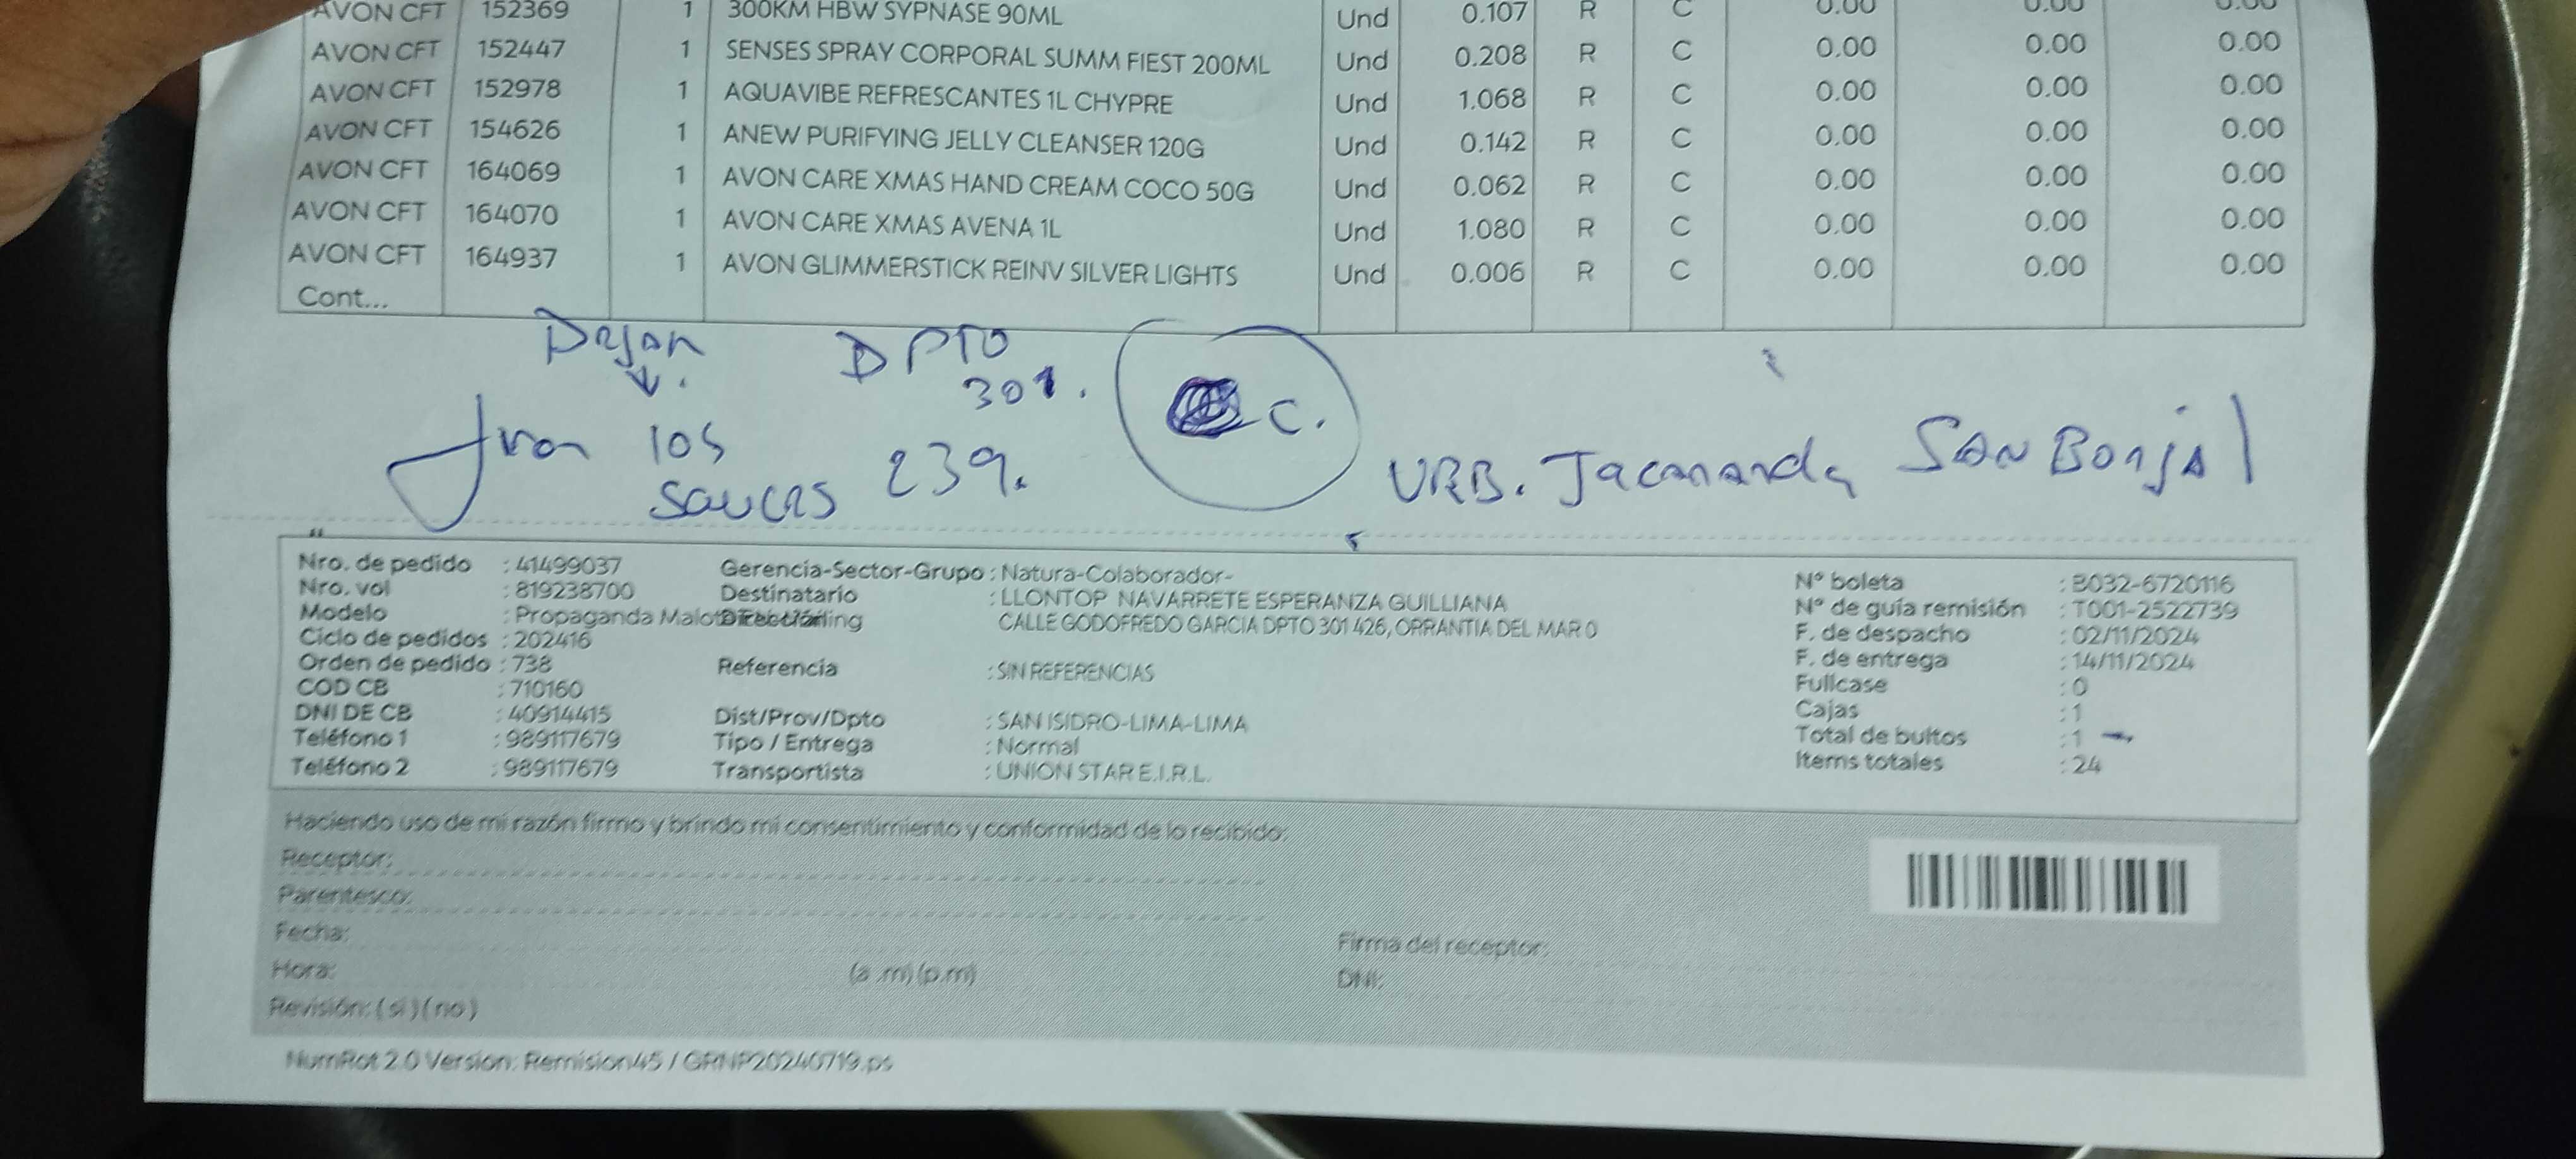 AVON CFT 152369 1 300KM HBW SYPNASE 90ML Und 0.107 R C 0.00 0.00 0.00
AVON CFT 152447 1 SENSES SPRAY CORPORAL SUMM FIEST 200ML Und 0.208 R C 0.00 0.00 0.00
AVON CFT 152978 1 AQUAVIBE REFRESCANTES 1L CHYPRE Und 1.068 R C 0.00 0.00 0.00
AVON CFT 154626 1 ANEW PURIFYING JELLY CLEANSER 120G Und 0.142 R C 0.00 0.00 0.00
AVON CFT 164069 1 AVON CARE XMAS HAND CREAM COCO 50G Und 0.062 R C 0.00 0.00 0.00
AVON CFT 164070 1 AVON CARE XMAS AVENA 1L Und 1.080 R C 0.00 0.00 0.00
AVON CFT 164937 1 AVON GLIMMERSTICK REINV SILVER LIGHTS Und 0.006 R C 0.00 0.00 0.00
Cont...
Dejan DPTO
301.
C.
los 239.
sauces
URB. Jacaranda SAN Borja
Nro. de pedido : 41499037 Gerencia-Sector-Grupo : Natura-Colaborador- N° boleta : B032-6720116
Nro. vol : 819238700 Destinatario : LLONTOP NAVARRETE ESPERANZA GUILLIANA N° de guia remisión : T001-2522739
Modelo : Propaganda CALLE GODOFREDO GARCIA DPTO 301 426, ORRANTIA DEL MAR 0 F. de despacho : 02/11/2024
Ciclo de pedidos : 202416 F. de entrega : 14/11/2024
Orden de pedido : 738 Referencia : SIN REFERENCIAS Fullcase : 0
COD CB : 710160 Cajas : 1
DNI DE CB : 40914415 Dist/Prov/Dpto : SAN ISIDRO-LIMA-LIMA Total de bultos : 1
Teléfono 1 : 989117679 Tipo / Entrega : Normal Items totales : 24
Teléfono 2 : 989117679 Transportista : UNION STAR E.I.R.L.
Haciendo uso de mi razón firmo y brindo mi consentimiento y conformidad de lo recibido:
Receptor:
Parentesco:
Fecha: Firma del receptor:
Hora: (a .m) (p.m) DNI:
Revisión: ( si ) ( no )
NumRot 2.0 Version: Remision45 / GRNP20240719.ps